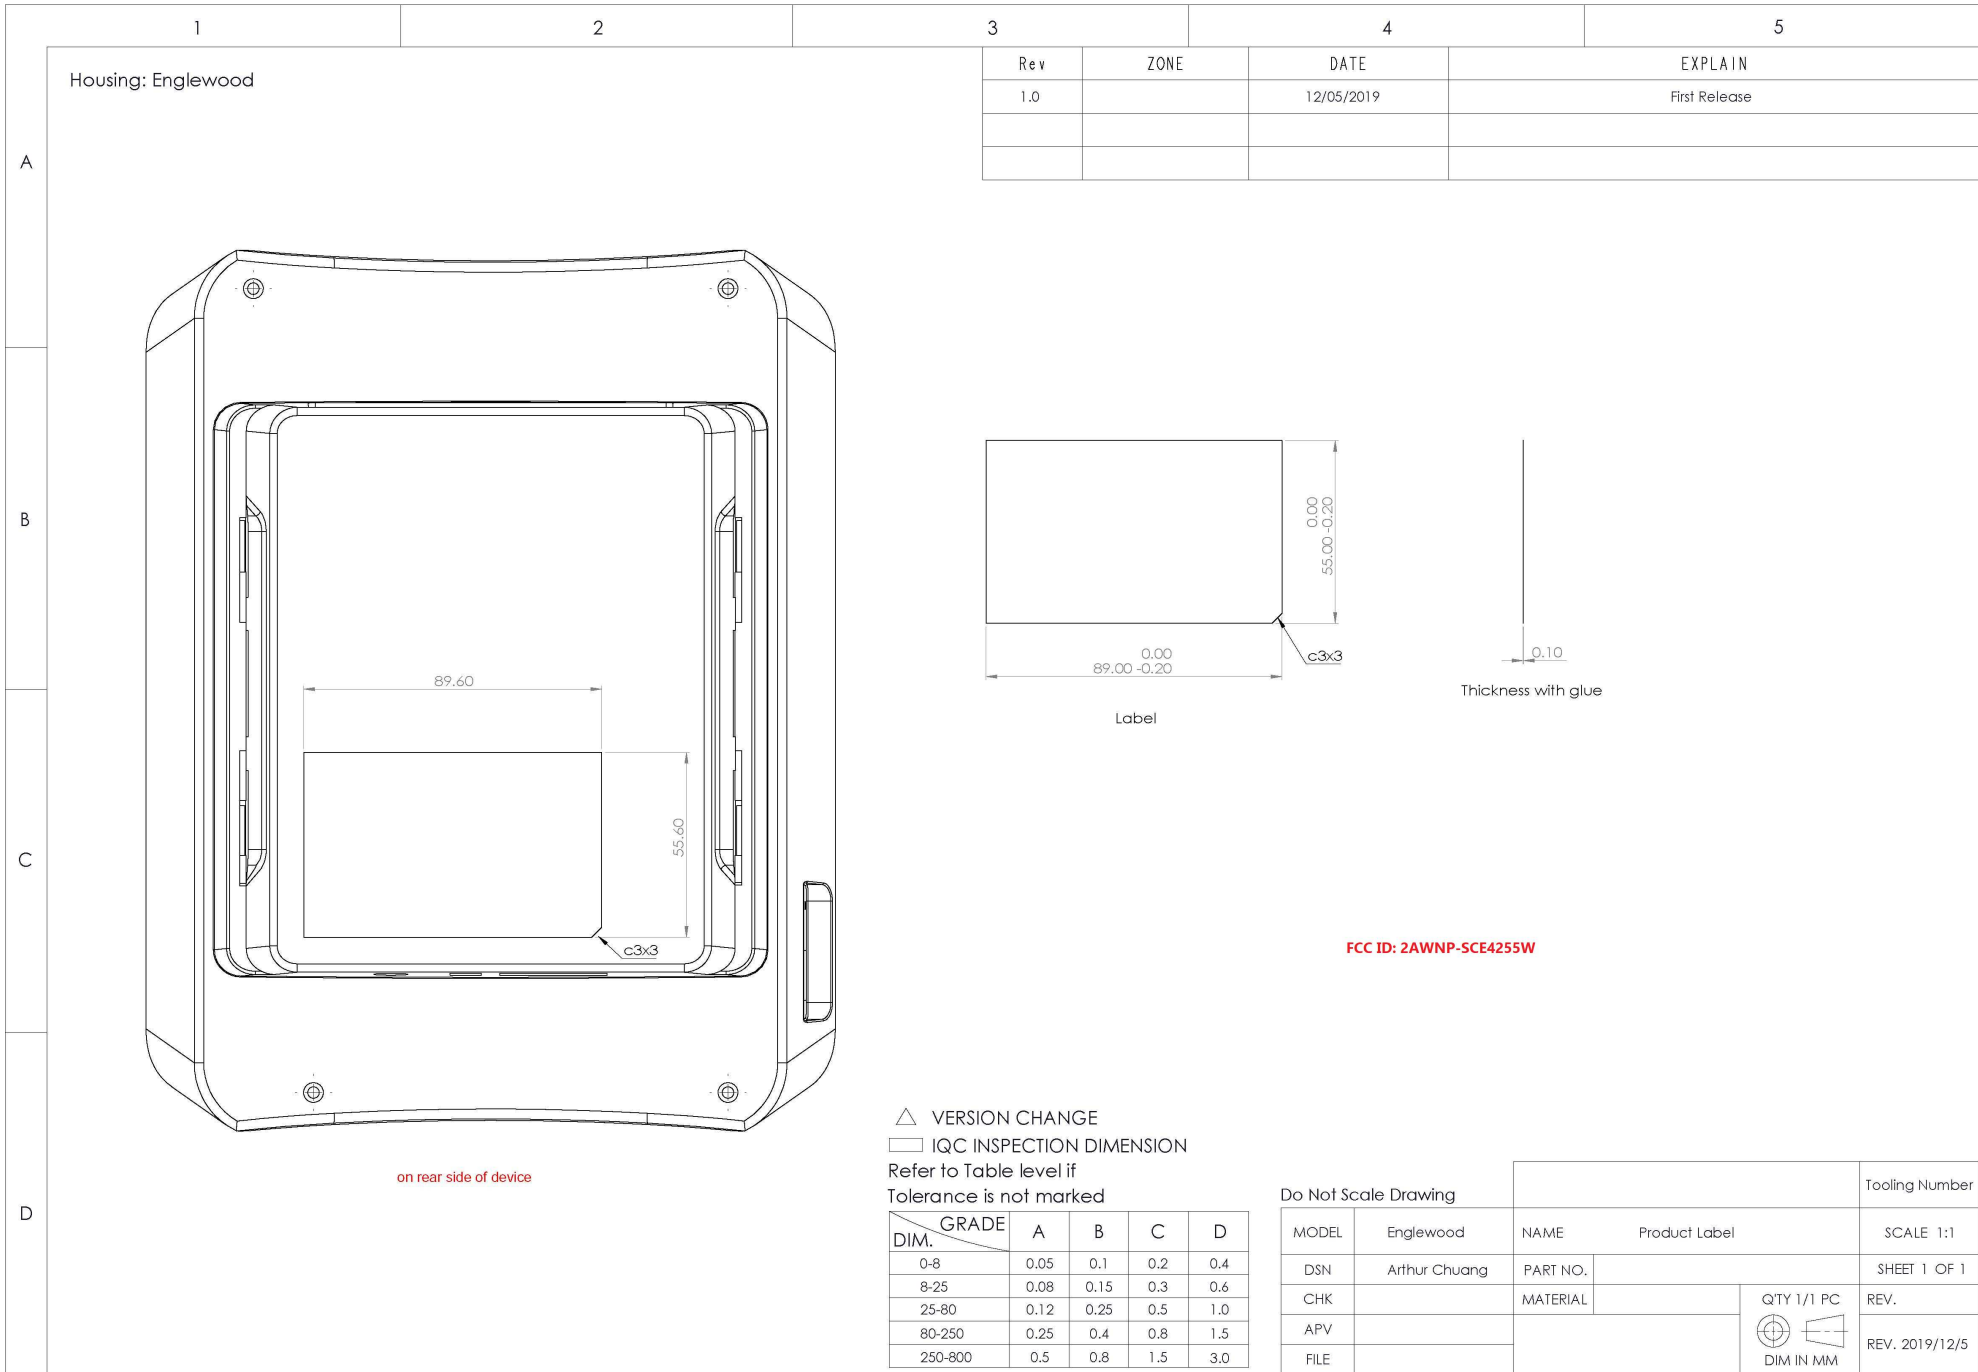 1 2 3 4 5
Housing: Englewood
Rev ZONE DATE EXPLAIN
1.0 12/05/2019 First Release
A
B
C
D
89.60
55.60
c3x3
on rear side of device
0.00
55.00 -0.20
0.00
89.00 -0.20
c3x3
Label
0.10
Thickness with glue
FCC ID: 2AWNP-SCE4255W
VERSION CHANGE
IQC INSPECTION DIMENSION
Refer to Table level if
Tolerance is not marked
GRADE
DIM. A B C D
0-8 0.05 0.1 0.2 0.4
8-25 0.08 0.15 0.3 0.6
25-80 0.12 0.25 0.5 1.0
80-250 0.25 0.4 0.8 1.5
250-800 0.5 0.8 1.5 3.0
Do Not Scale Drawing
Tooling Number
MODEL Englewood NAME Product Label SCALE 1:1
DSN Arthur Chuang PART NO. SHEET 1 OF 1
CHK MATERIAL Q'TY 1/1 PC REV.
APV
REV. 2019/12/5
FILE DIM IN MM